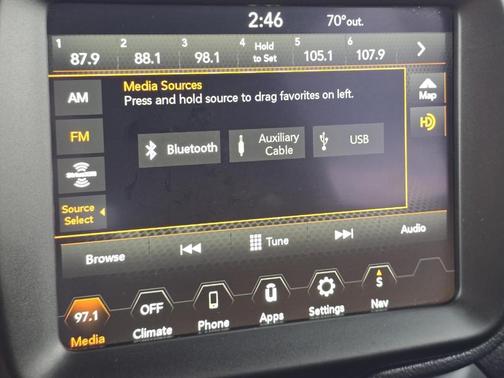 2:46 70° out.
1 2 3 4 5 6
87.9 88.1 98.1 Hold to Set 105.1 107.9
Media Sources
Press and hold source to drag favorites on left.
AM
FM
SiriusXM
Source Select
Bluetooth
Auxiliary Cable
USB
Map
HD
Browse
Tune
Audio
97.1
Media
OFF
Climate
Phone
Apps
Settings
S
Nav